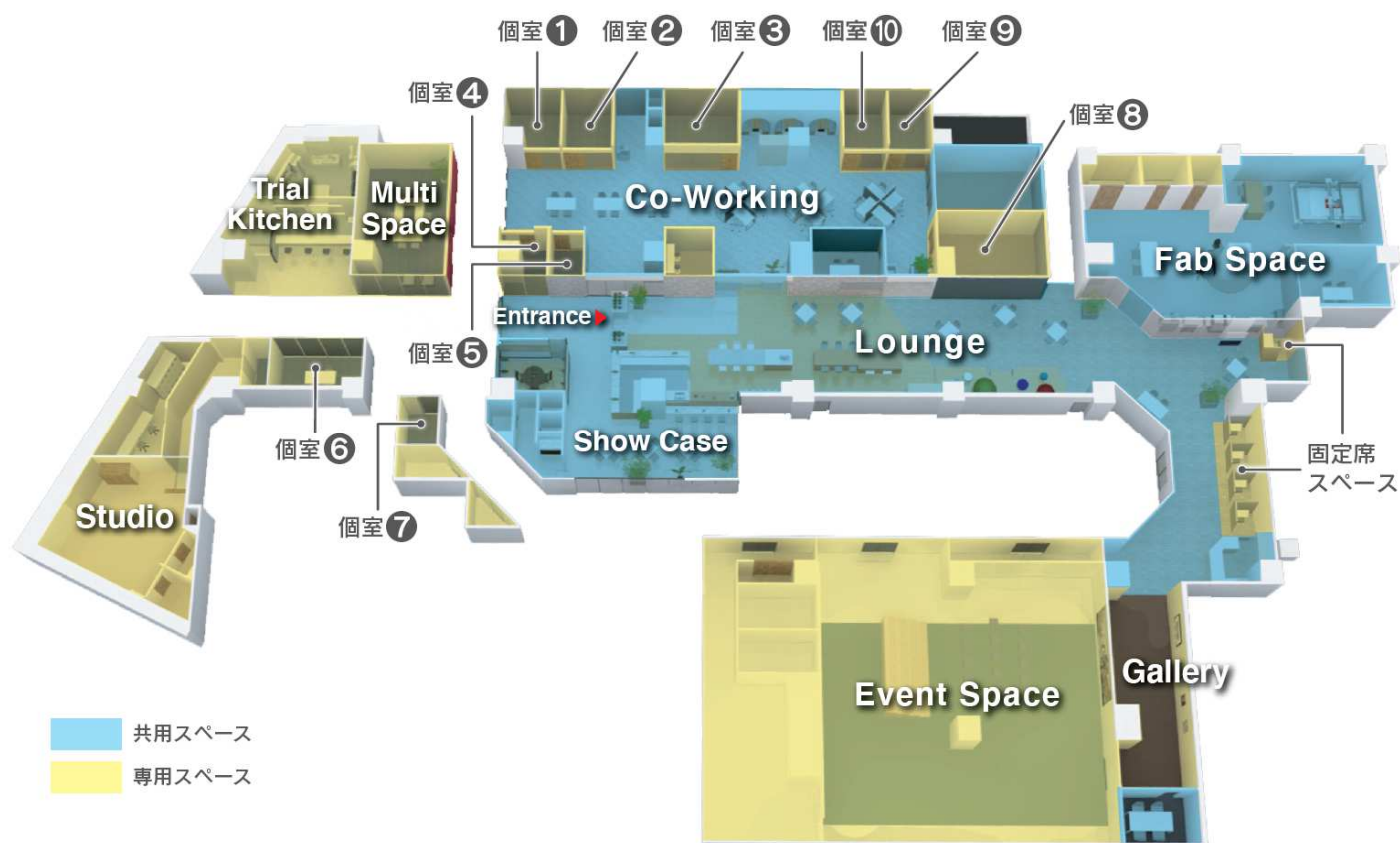 個室❶
個室❷
個室❸
個室❿
個室❾
個室❹
個室❽
Trial
Kitchen
Multi
Space
Co-Working
Fab Space
Entrance
個室❺
Lounge
個室❻
Show Case
固定席
スペース
Studio
個室❼
Event Space
Gallery
共用スペース
専用スペース